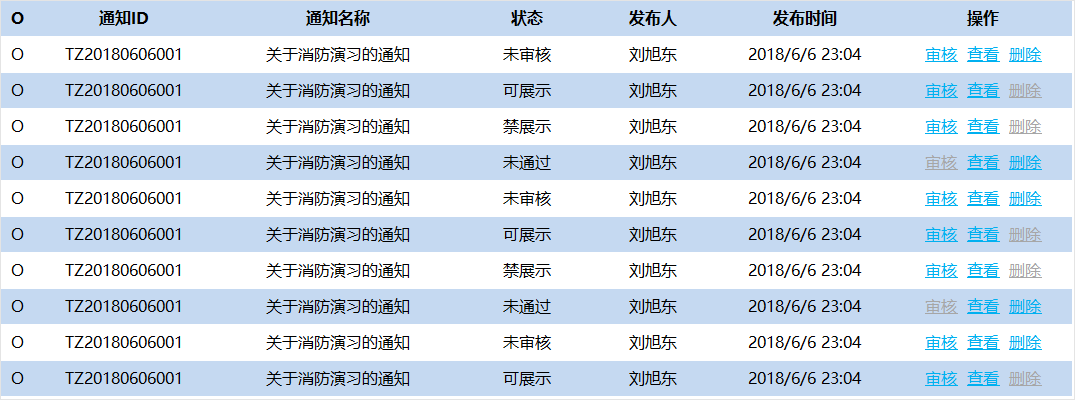 O 通知ID 通知名称 状态 发布人 发布时间 操作
O TZ20180606001 关于消防演习的通知 未审核 刘旭东 2018/6/6 23:04 审核 查看 删除
O TZ20180606001 关于消防演习的通知 可展示 刘旭东 2018/6/6 23:04 审核 查看 删除
O TZ20180606001 关于消防演习的通知 禁展示 刘旭东 2018/6/6 23:04 审核 查看 删除
O TZ20180606001 关于消防演习的通知 未通过 刘旭东 2018/6/6 23:04 审核 查看 删除
O TZ20180606001 关于消防演习的通知 未审核 刘旭东 2018/6/6 23:04 审核 查看 删除
O TZ20180606001 关于消防演习的通知 可展示 刘旭东 2018/6/6 23:04 审核 查看 删除
O TZ20180606001 关于消防演习的通知 禁展示 刘旭东 2018/6/6 23:04 审核 查看 删除
O TZ20180606001 关于消防演习的通知 未通过 刘旭东 2018/6/6 23:04 审核 查看 删除
O TZ20180606001 关于消防演习的通知 未审核 刘旭东 2018/6/6 23:04 审核 查看 删除
O TZ20180606001 关于消防演习的通知 可展示 刘旭东 2018/6/6 23:04 审核 查看 删除